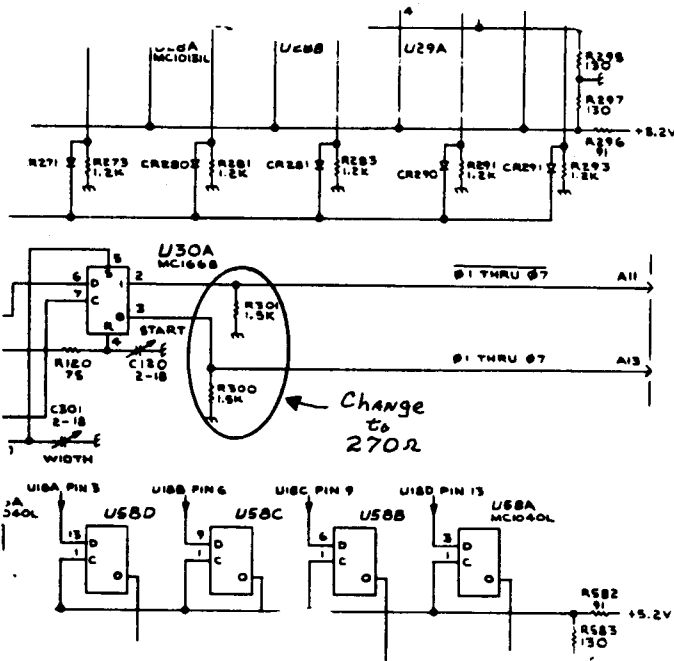 4
U28A
MC10131L
U28B
U29A
R298
130
R297
130
+5.2V
R296
91
R271
R273
1.2K
CR280
R281
1.2K
CR281
R283
1.2K
CR290
R291
1.2K
CR291
R293
1.2K
U30A
MC1668
5
S
6
D
1
2
7
C
0
3
R
4
START
R120
75
C120
2-18
C301
2-18
WIDTH
R301
1.5K
R300
1.5K
Ø1 THRU Ø7
A11
Ø1 THRU Ø7
A13
Change
to
270Ω
U18A PIN 3
U18B PIN 6
U18C PIN 9
U18D PIN 13
5A
040L
U58D
U58C
U58B
U58A
MC1040L
13
D
1
C
O
9
D
1
C
O
6
D
1
C
O
3
D
1
C
O
R582
91
+5.2V
R583
130